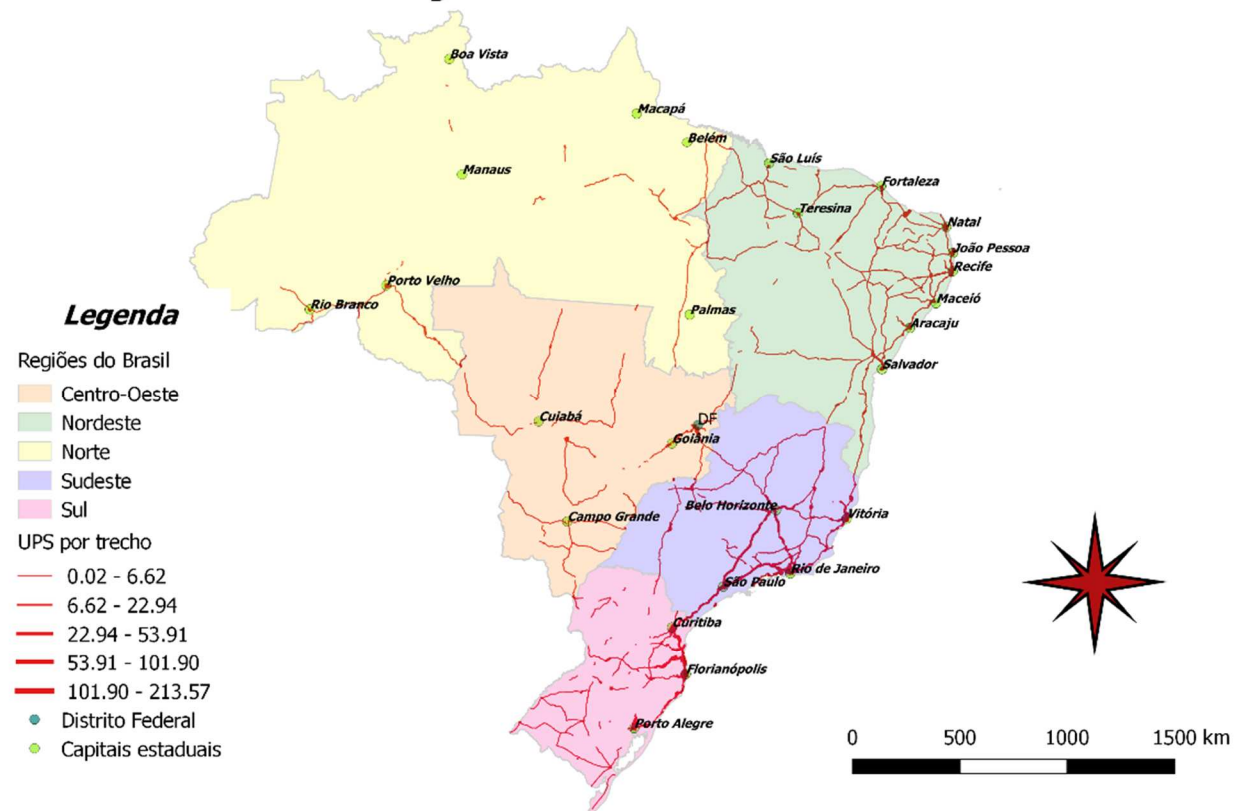 Boa Vista
Macapá
Belém
São Luís
Manaus
Fortaleza
Teresina
Natal
João Pessoa
Recife
Porto Velho
Rio Branco
Maceió
Palmas
Aracaju
Salvador
Cuiabá
DF
Goiânia
Belo Horizonte
Vitória
Campo Grande
Rio de Janeiro
São Paulo
Curitiba
Florianópolis
Porto Alegre
Legenda
Regiões do Brasil
Centro-Oeste
Nordeste
Norte
Sudeste
Sul
UPS por trecho
0.02 - 6.62
6.62 - 22.94
22.94 - 53.91
53.91 - 101.90
101.90 - 213.57
Distrito Federal
Capitais estaduais
0 500 1000 1500 km